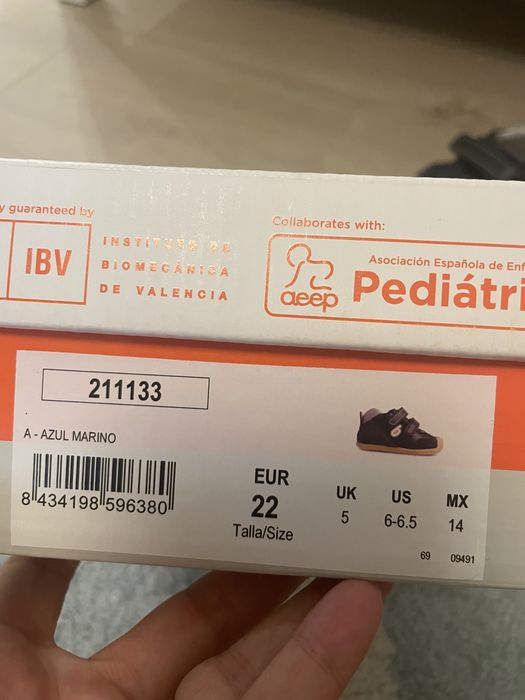 y guaranteed by
IBV
INSTITUTO DE
BIOMECÁNICA
DE VALENCIA
Collaborates with:
aeep
Asociación Española de Enf
Pediátri
211133
A - AZUL MARINO
8 434198 596380
EUR
22
Talla/Size
UK
5
US
6-6.5
MX
14
69 09491